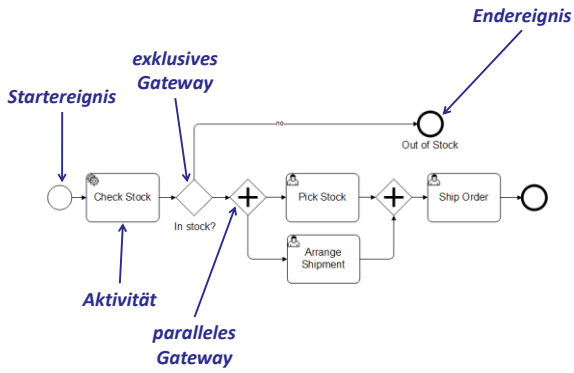 Endereignis
exklusives
Gateway
Startereignis
no
Out of Stock
Check Stock
In stock?
Pick Stock
Ship Order
Arrange
Shipment
Aktivität
paralleles
Gateway